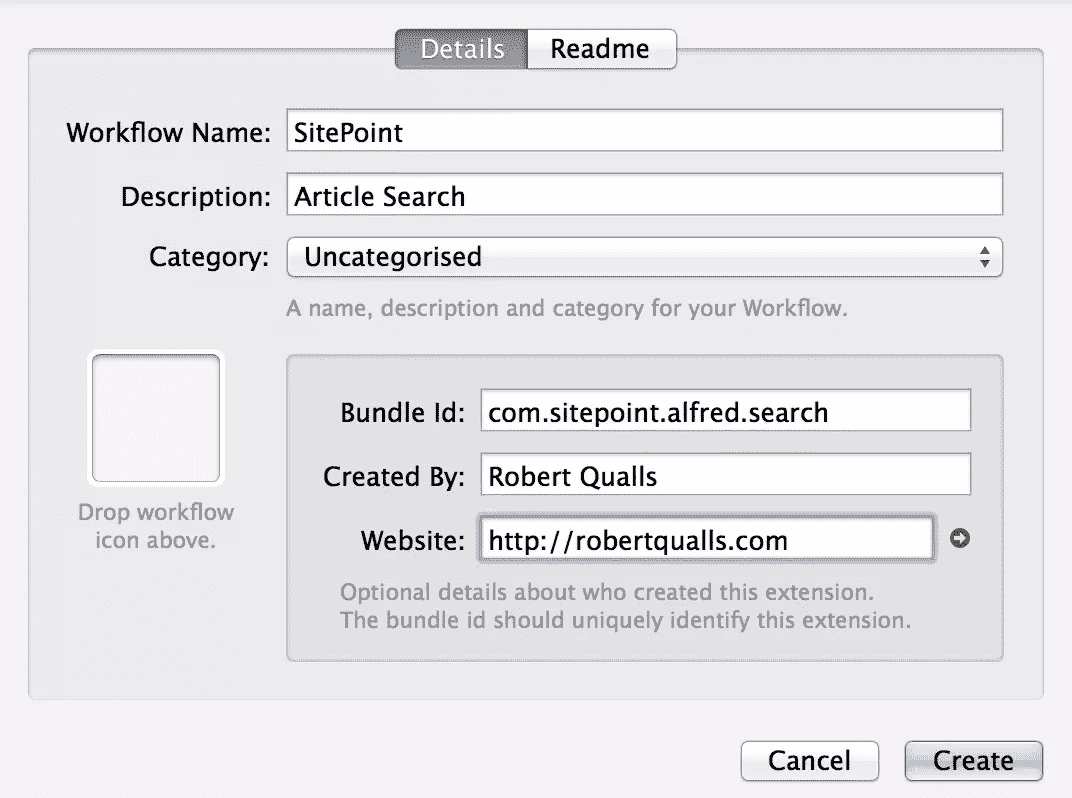 Details Readme
Workflow Name: SitePoint
Description: Article Search
Category: Uncategorised
A name, description and category for your Workflow.
Drop workflow
icon above.
Bundle Id: com.sitepoint.alfred.search
Created By: Robert Qualls
Website: http://robertqualls.com
Optional details about who created this extension.
The bundle id should uniquely identify this extension.
Cancel Create